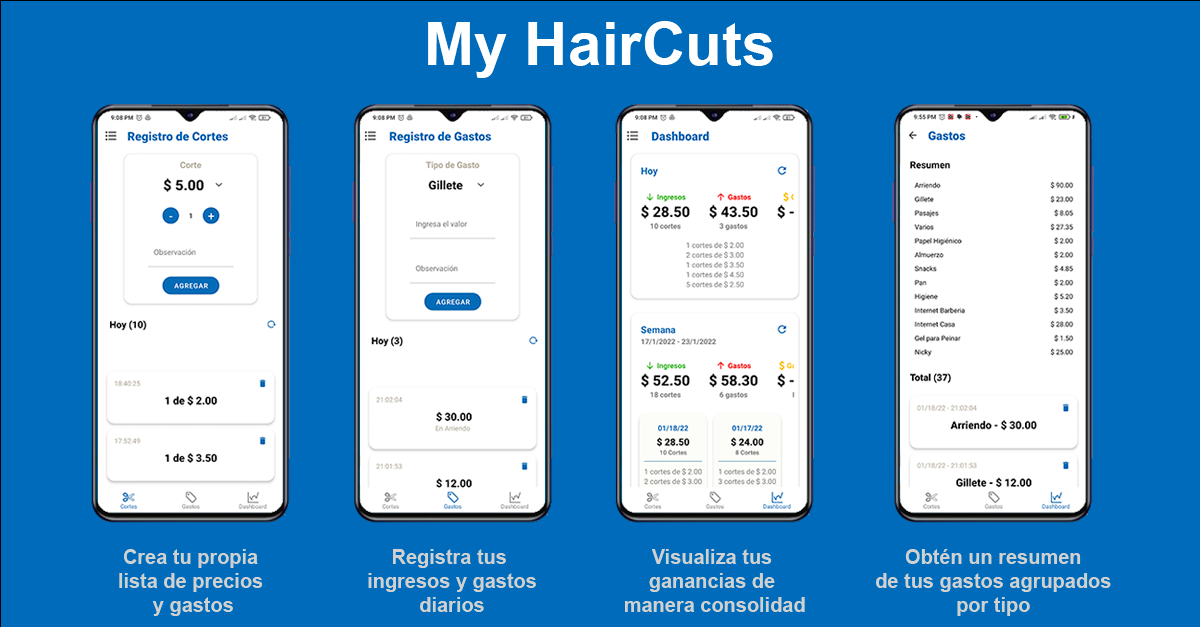 My HairCuts
9:08 PM
Registro de Cortes
Corte
$ 5.00
- 1 +
Observación
AGREGAR
Hoy (10)
18:40:25
1 de $ 2.00
17:52:49
1 de $ 3.50
Cortes Gastos Dashboard
Crea tu propia
lista de precios
y gastos
9:08 PM
Registro de Gastos
Tipo de Gasto
Gillete
Ingresa el valor
Observación
AGREGAR
Hoy (3)
21:02:04
$ 30.00
En Arriendo
21:01:53
$ 12.00
Cortes Gastos Dashboard
Registra tus
ingresos y gastos
diarios
9:08 PM
Dashboard
Hoy
Ingresos Gastos
$ 28.50 $ 43.50 $ -
10 cortes 3 gastos
1 cortes de $ 2.00
2 cortes de $ 3.00
1 cortes de $ 3.50
1 cortes de $ 4.50
5 cortes de $ 2.50
Semana
17/1/2022 - 23/1/2022
Ingresos Gastos
$ 52.50 $ 58.30 $ -
18 cortes 6 gastos
01/18/22 01/17/22
$ 28.50 $ 24.00
10 Cortes 8 Cortes
1 cortes de $ 2.00 1 cortes de $ 2.00
2 cortes de $ 3.00 3 cortes de $ 3.00
Cortes Gastos Dashboard
Visualiza tus
ganancias de
manera consolidad
9:55 PM
Gastos
Resumen
Arriendo $ 90.00
Gillete $ 23.00
Pasajes $ 8.05
Varios $ 27.35
Papel Higiénico $ 2.00
Almuerzo $ 2.00
Snacks $ 4.85
Pan $ 2.00
Higiene $ 5.20
Internet Barberia $ 3.50
Internet Casa $ 28.00
Gel para Peinar $ 1.50
Nicky $ 25.00
Total (37)
01/18/22 - 21:02:04
Arriendo - $ 30.00
01/18/22 - 21:01:53
Gillete - $ 12.00
Cortes Gastos Dashboard
Obtén un resumen
de tus gastos agrupados
por tipo